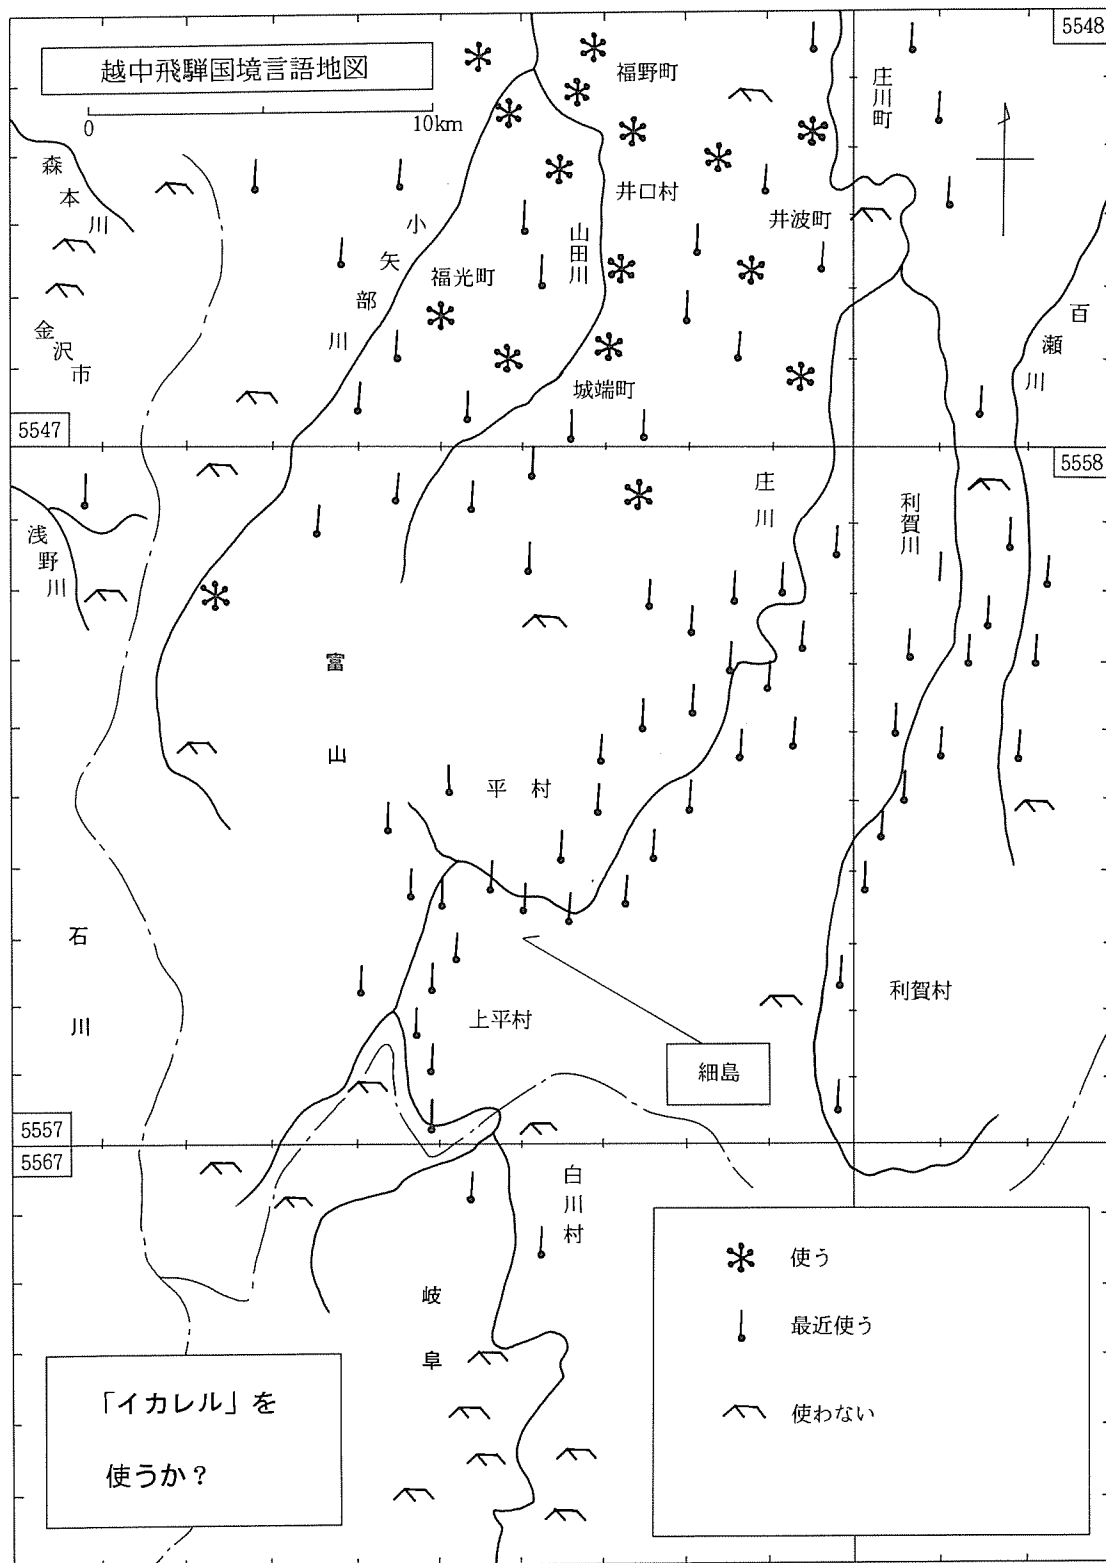 越中飛騨国境言語地図
0 10km
5548
福野町
庄川町
森本川
小矢部川
井口村
井波町
山田川
福光町
百瀬川
金沢市
城端町
5547
5558
庄川
利賀川
浅野川
富山
平村
石川
利賀村
上平村
細島
5557
5567
白川村
使う
岐阜
最近使う
使わない
「イカレル」を
使うか？